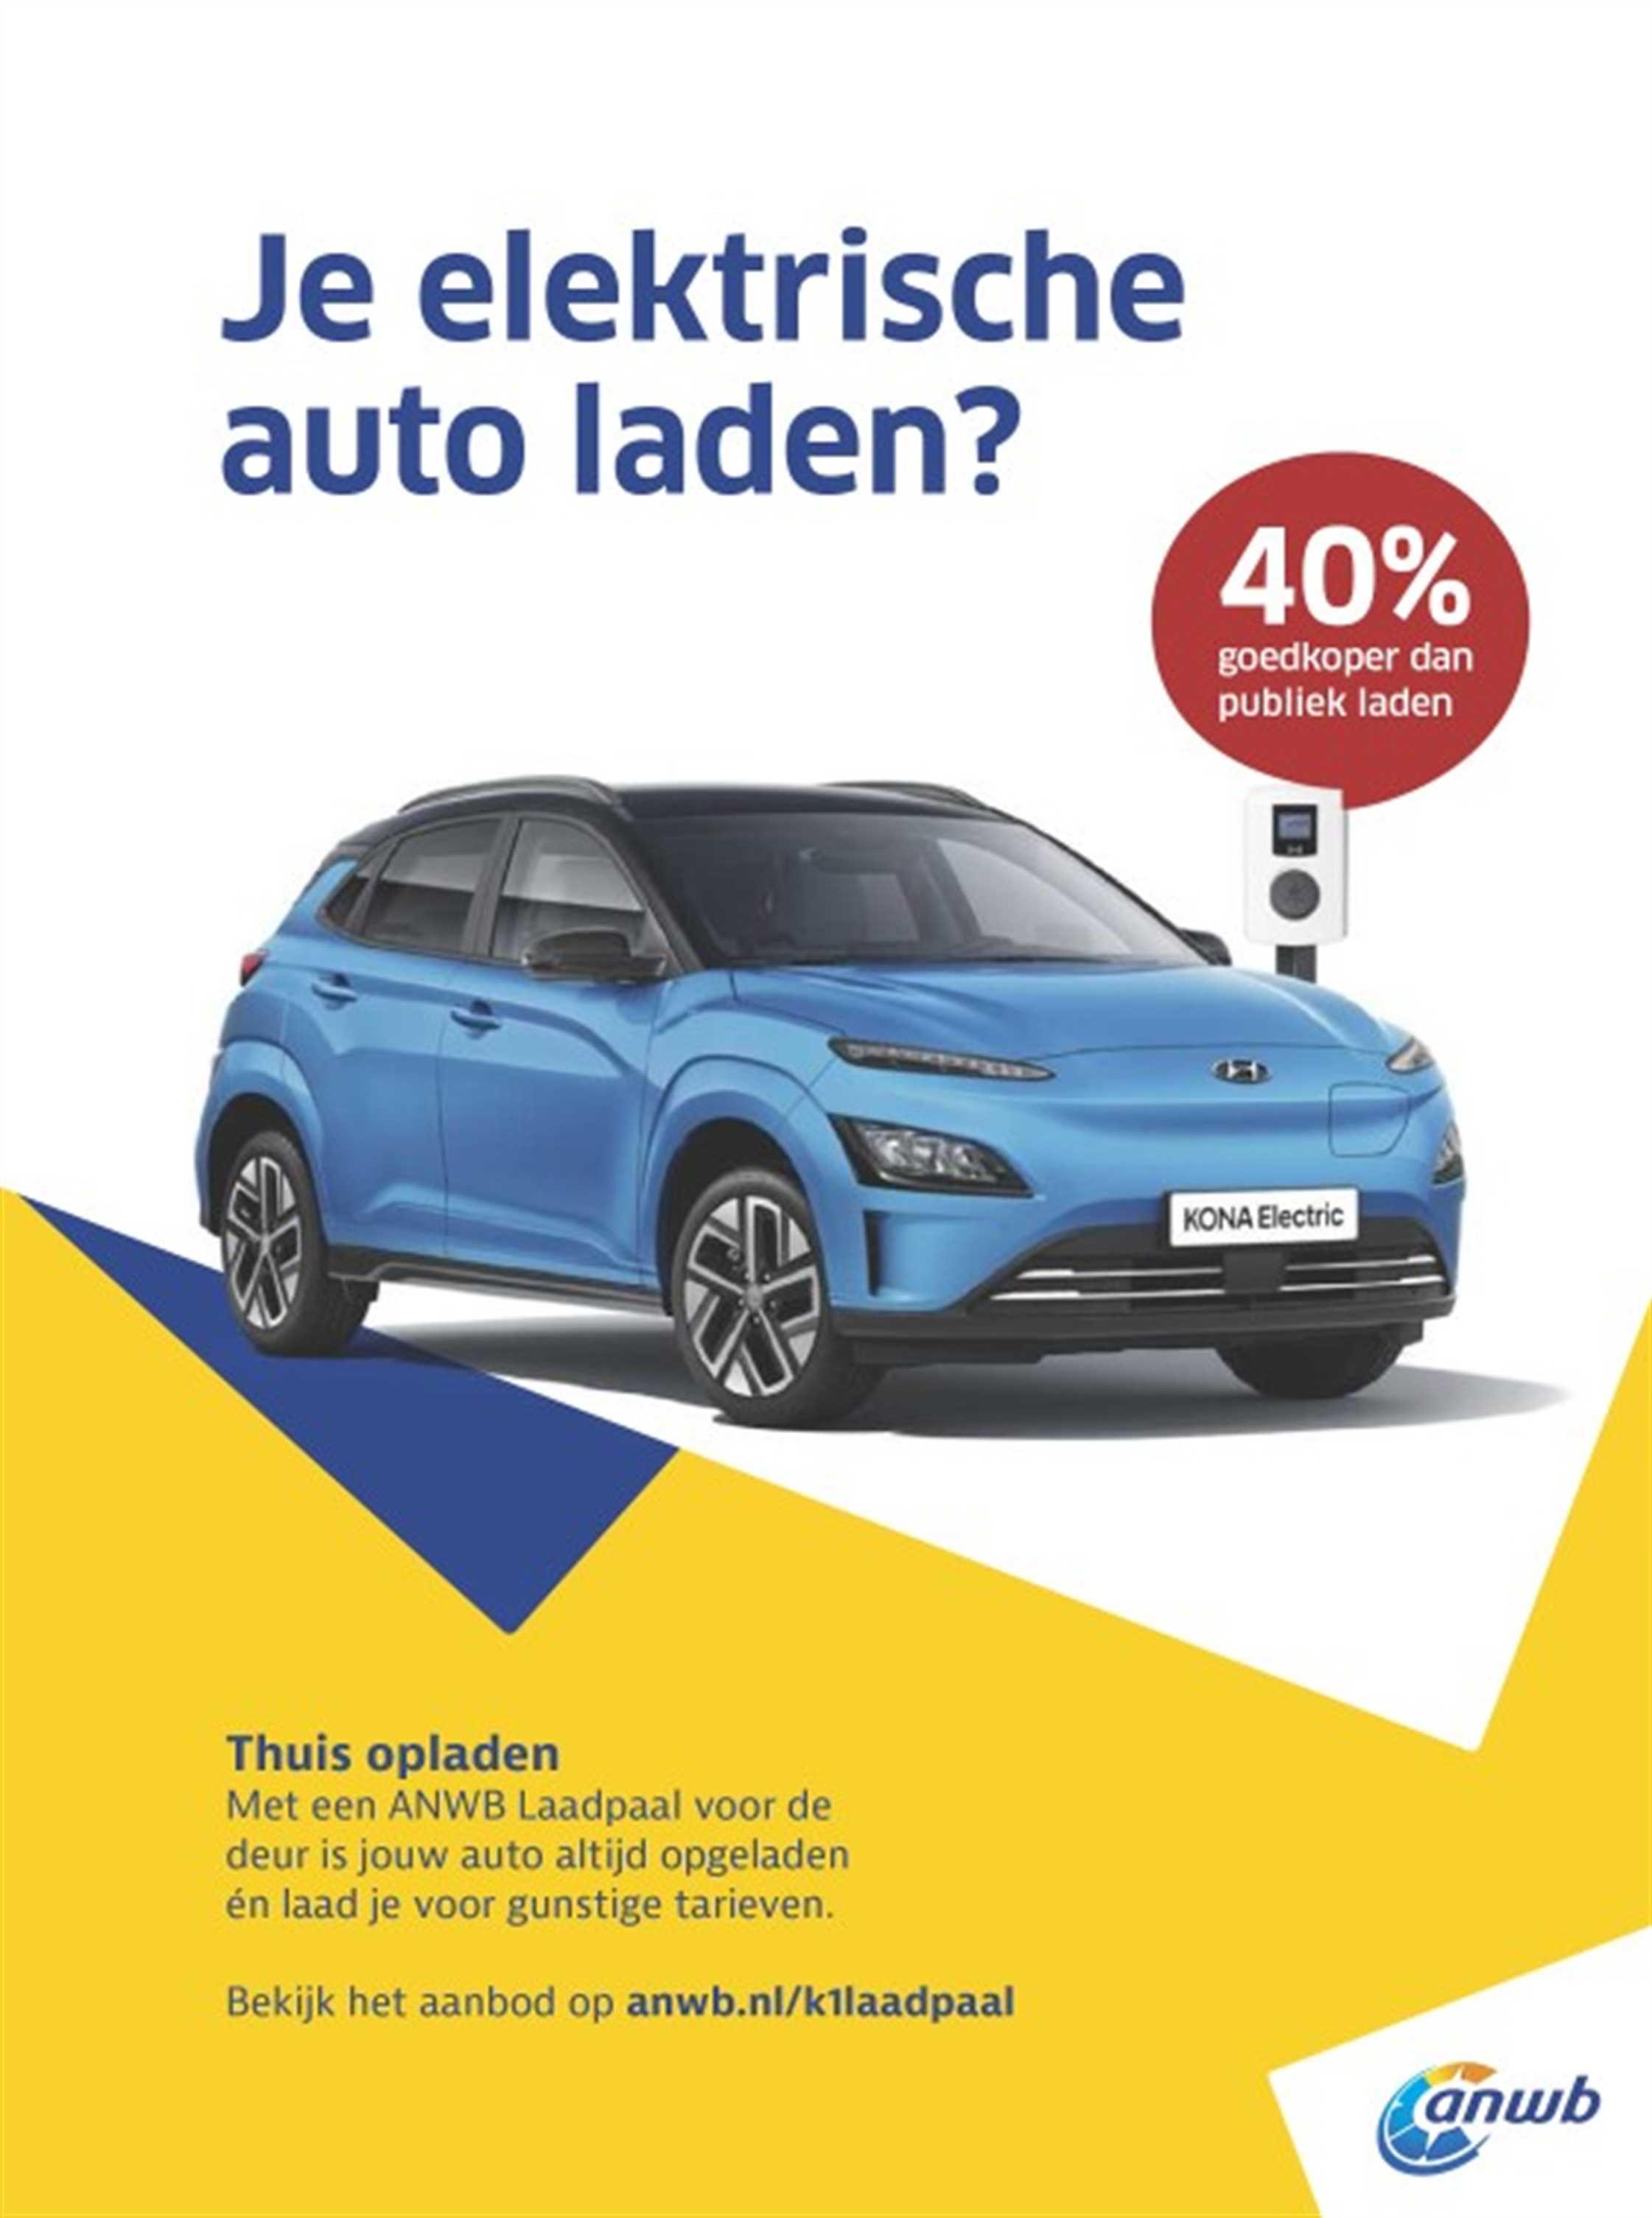 Je elektrische
auto laden?
40%
goedkoper dan
publiek laden
KONA Electric
Thuis opladen
Met een ANWB Laadpaal voor de
deur is jouw auto altijd opgeladen
én laad je voor gunstige tarieven.
Bekijk het aanbod op anwb.nl/k1laadpaal
anwb